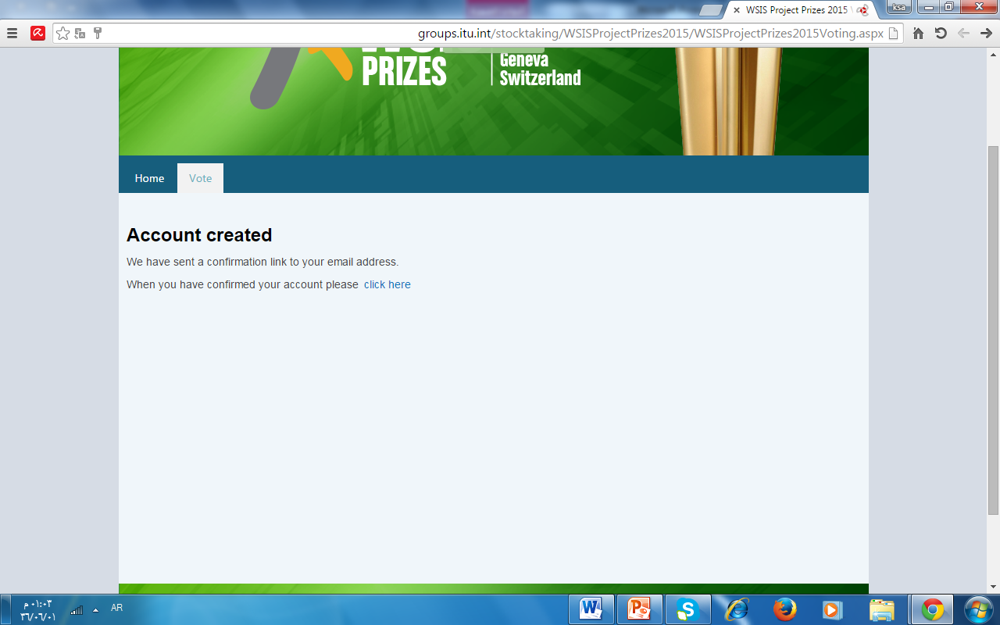 WSIS Project Prizes 2015
ksa
groups.itu.int/stocktaking/WSISProjectPrizes2015/WSISProjectPrizes2015Voting.aspx
PRIZES
Geneva
Switzerland
Home
Vote
Account created
We have sent a confirmation link to your email address.
When you have confirmed your account please click here
٠١:٠٣ م
AR
٣٦/٠٦/٠١